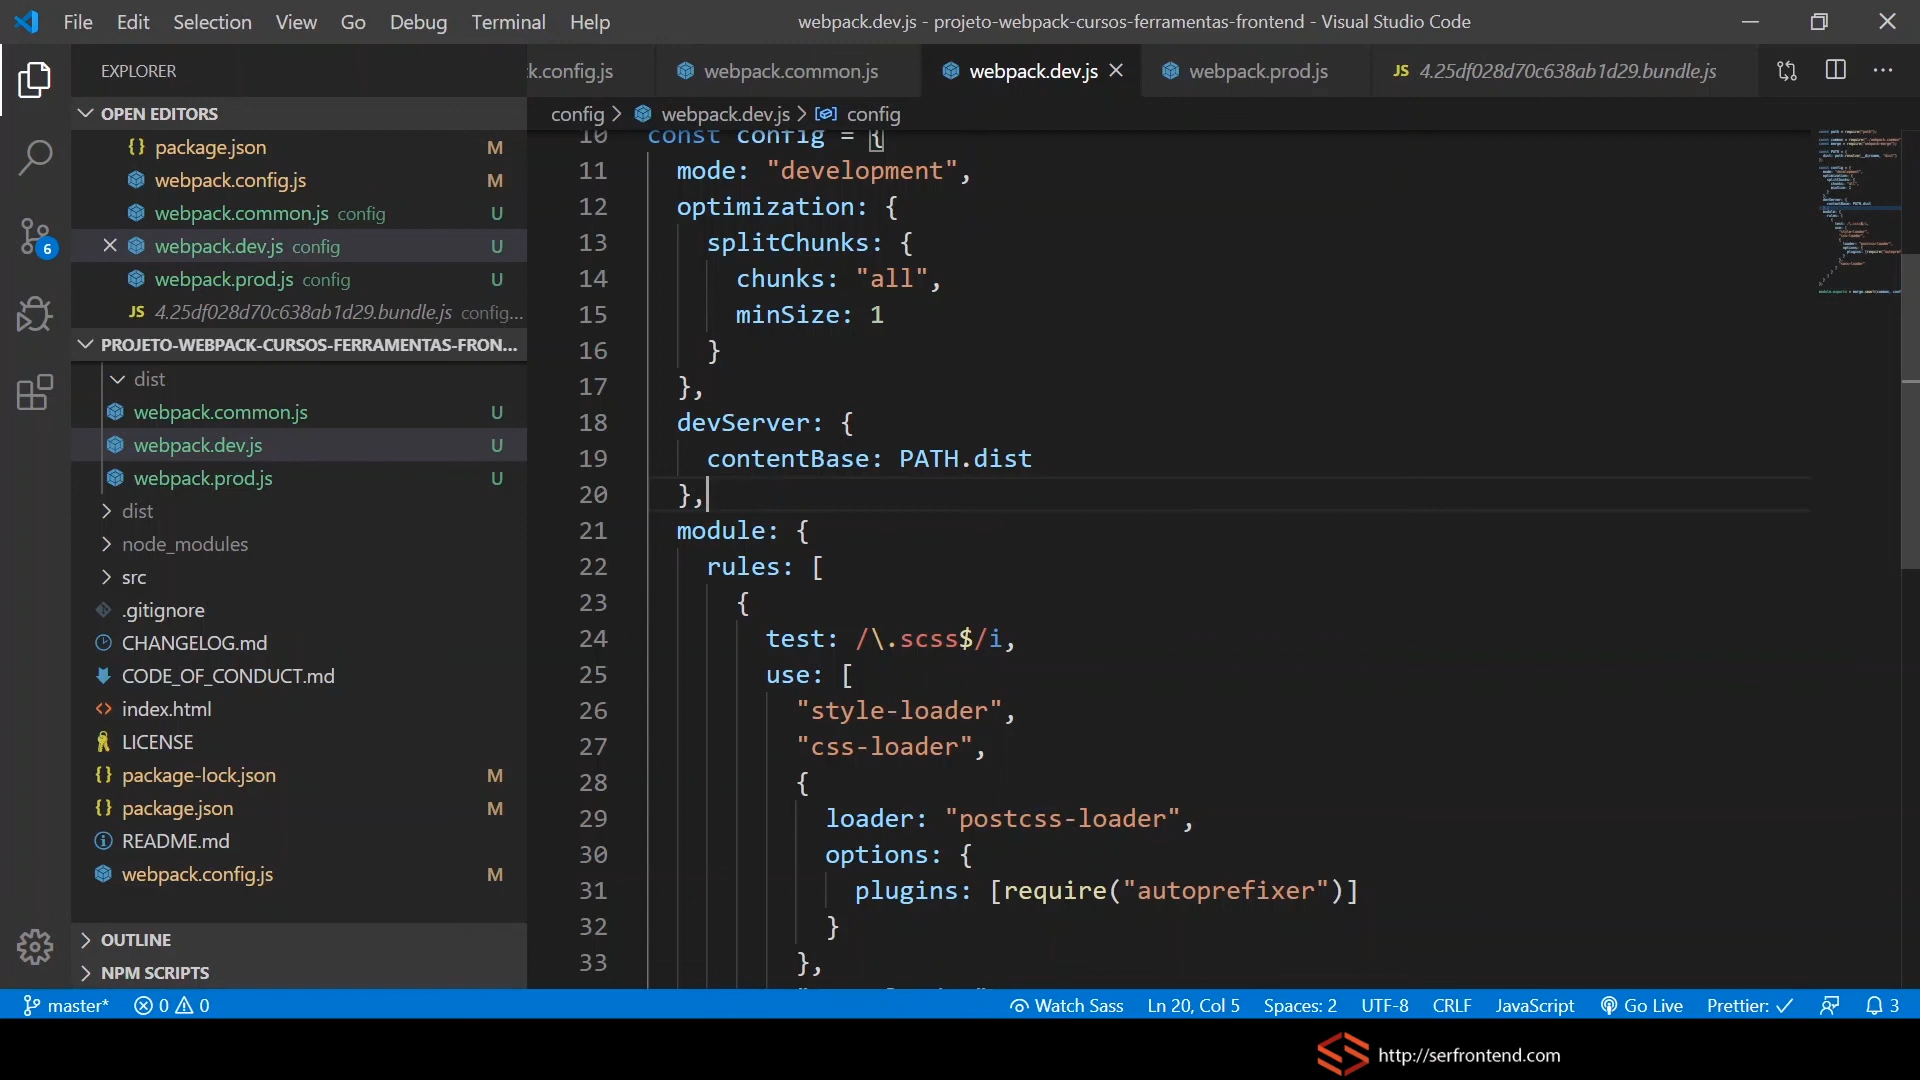 File Edit Selection View Go Debug Terminal Help
webpack.dev.js - projeto-webpack-cursos-ferramentas-frontend - Visual Studio Code
EXPLORER
k.config.js
webpack.common.js
webpack.dev.js
webpack.prod.js
JS 4.25df028d70c638ab1d29.bundle.js
OPEN EDITORS
{} package.json M
webpack.config.js M
webpack.common.js config U
webpack.dev.js config U
webpack.prod.js config U
JS 4.25df028d70c638ab1d29.bundle.js config...
PROJETO-WEBPACK-CURSOS-FERRAMENTAS-FRON...
dist
webpack.common.js U
webpack.dev.js U
webpack.prod.js U
dist
node_modules
src
.gitignore
CHANGELOG.md
CODE_OF_CONDUCT.md
<> index.html
LICENSE
{} package-lock.json M
{} package.json M
README.md
webpack.config.js M
OUTLINE
NPM SCRIPTS
6
config > webpack.dev.js > config
10 const config = {
11 mode: "development",
12 optimization: {
13 splitChunks: {
14 chunks: "all",
15 minSize: 1
16 }
17 },
18 devServer: {
19 contentBase: PATH.dist
20 },
21 module: {
22 rules: [
23 {
24 test: /\.scss$/i,
25 use: [
26 "style-loader",
27 "css-loader",
28 {
29 loader: "postcss-loader",
30 options: {
31 plugins: [require("autoprefixer")]
32 }
33 },
master* 0 0
Watch Sass Ln 20, Col 5 Spaces: 2 UTF-8 CRLF JavaScript Go Live Prettier: ✓ 3
http://serfrontend.com